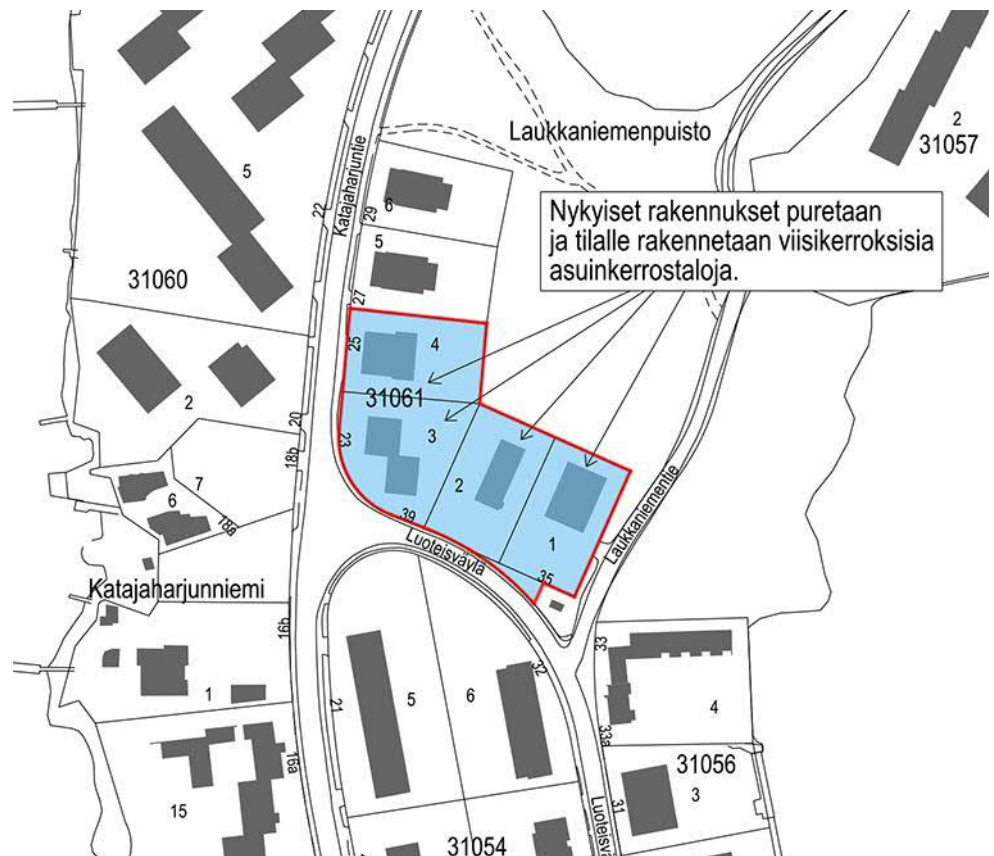 Laukkaniemenpuisto
2
31057
Nykyiset rakennukset puretaan
ja tilalle rakennetaan viisikerroksisia
asuinkerrostaloja.
5
22
Katajaharjuntie
29
6
5
31060
27
25
4
31061
2
20
23
3
18b
7
6
18a
2
39
1
Luoteisväylä
35
Laukkaniementie
Katajaharjunniemi
16b
1
21
5
6
32
33
4
33a
16a
15
31056
3
31
Luoteisväy
31054